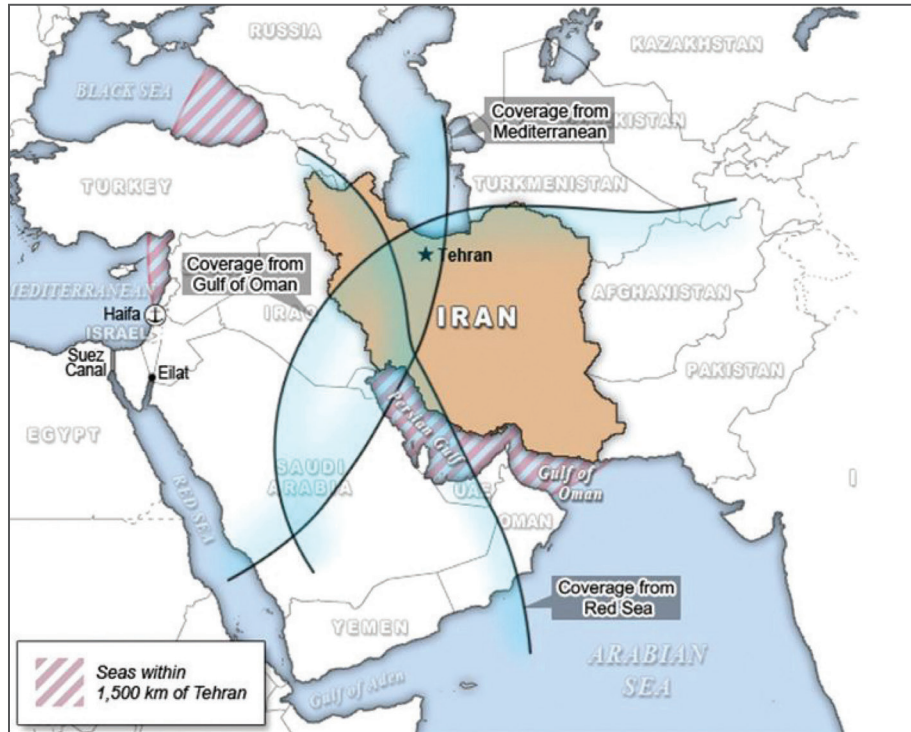 RUSSIA
KAZAKHSTAN
BLACK SEA
Coverage from
Mediterranean
TURKEY
TURKMENISTAN
Coverage from
Gulf of Oman
Tehran
MEDITERRANEAN
Haifa
ISRAEL
IRAQ
IRAN
AFGHANISTAN
Suez
Canal
Eilat
PAKISTAN
EGYPT
Persian Gulf
SAUDI
ARABIA
UAE
Gulf of
Oman
RED SEA
OMAN
Coverage from
Red Sea
YEMEN
ARABIAN
SEA
Gulf of Aden
Seas within
1,500 km of Tehran